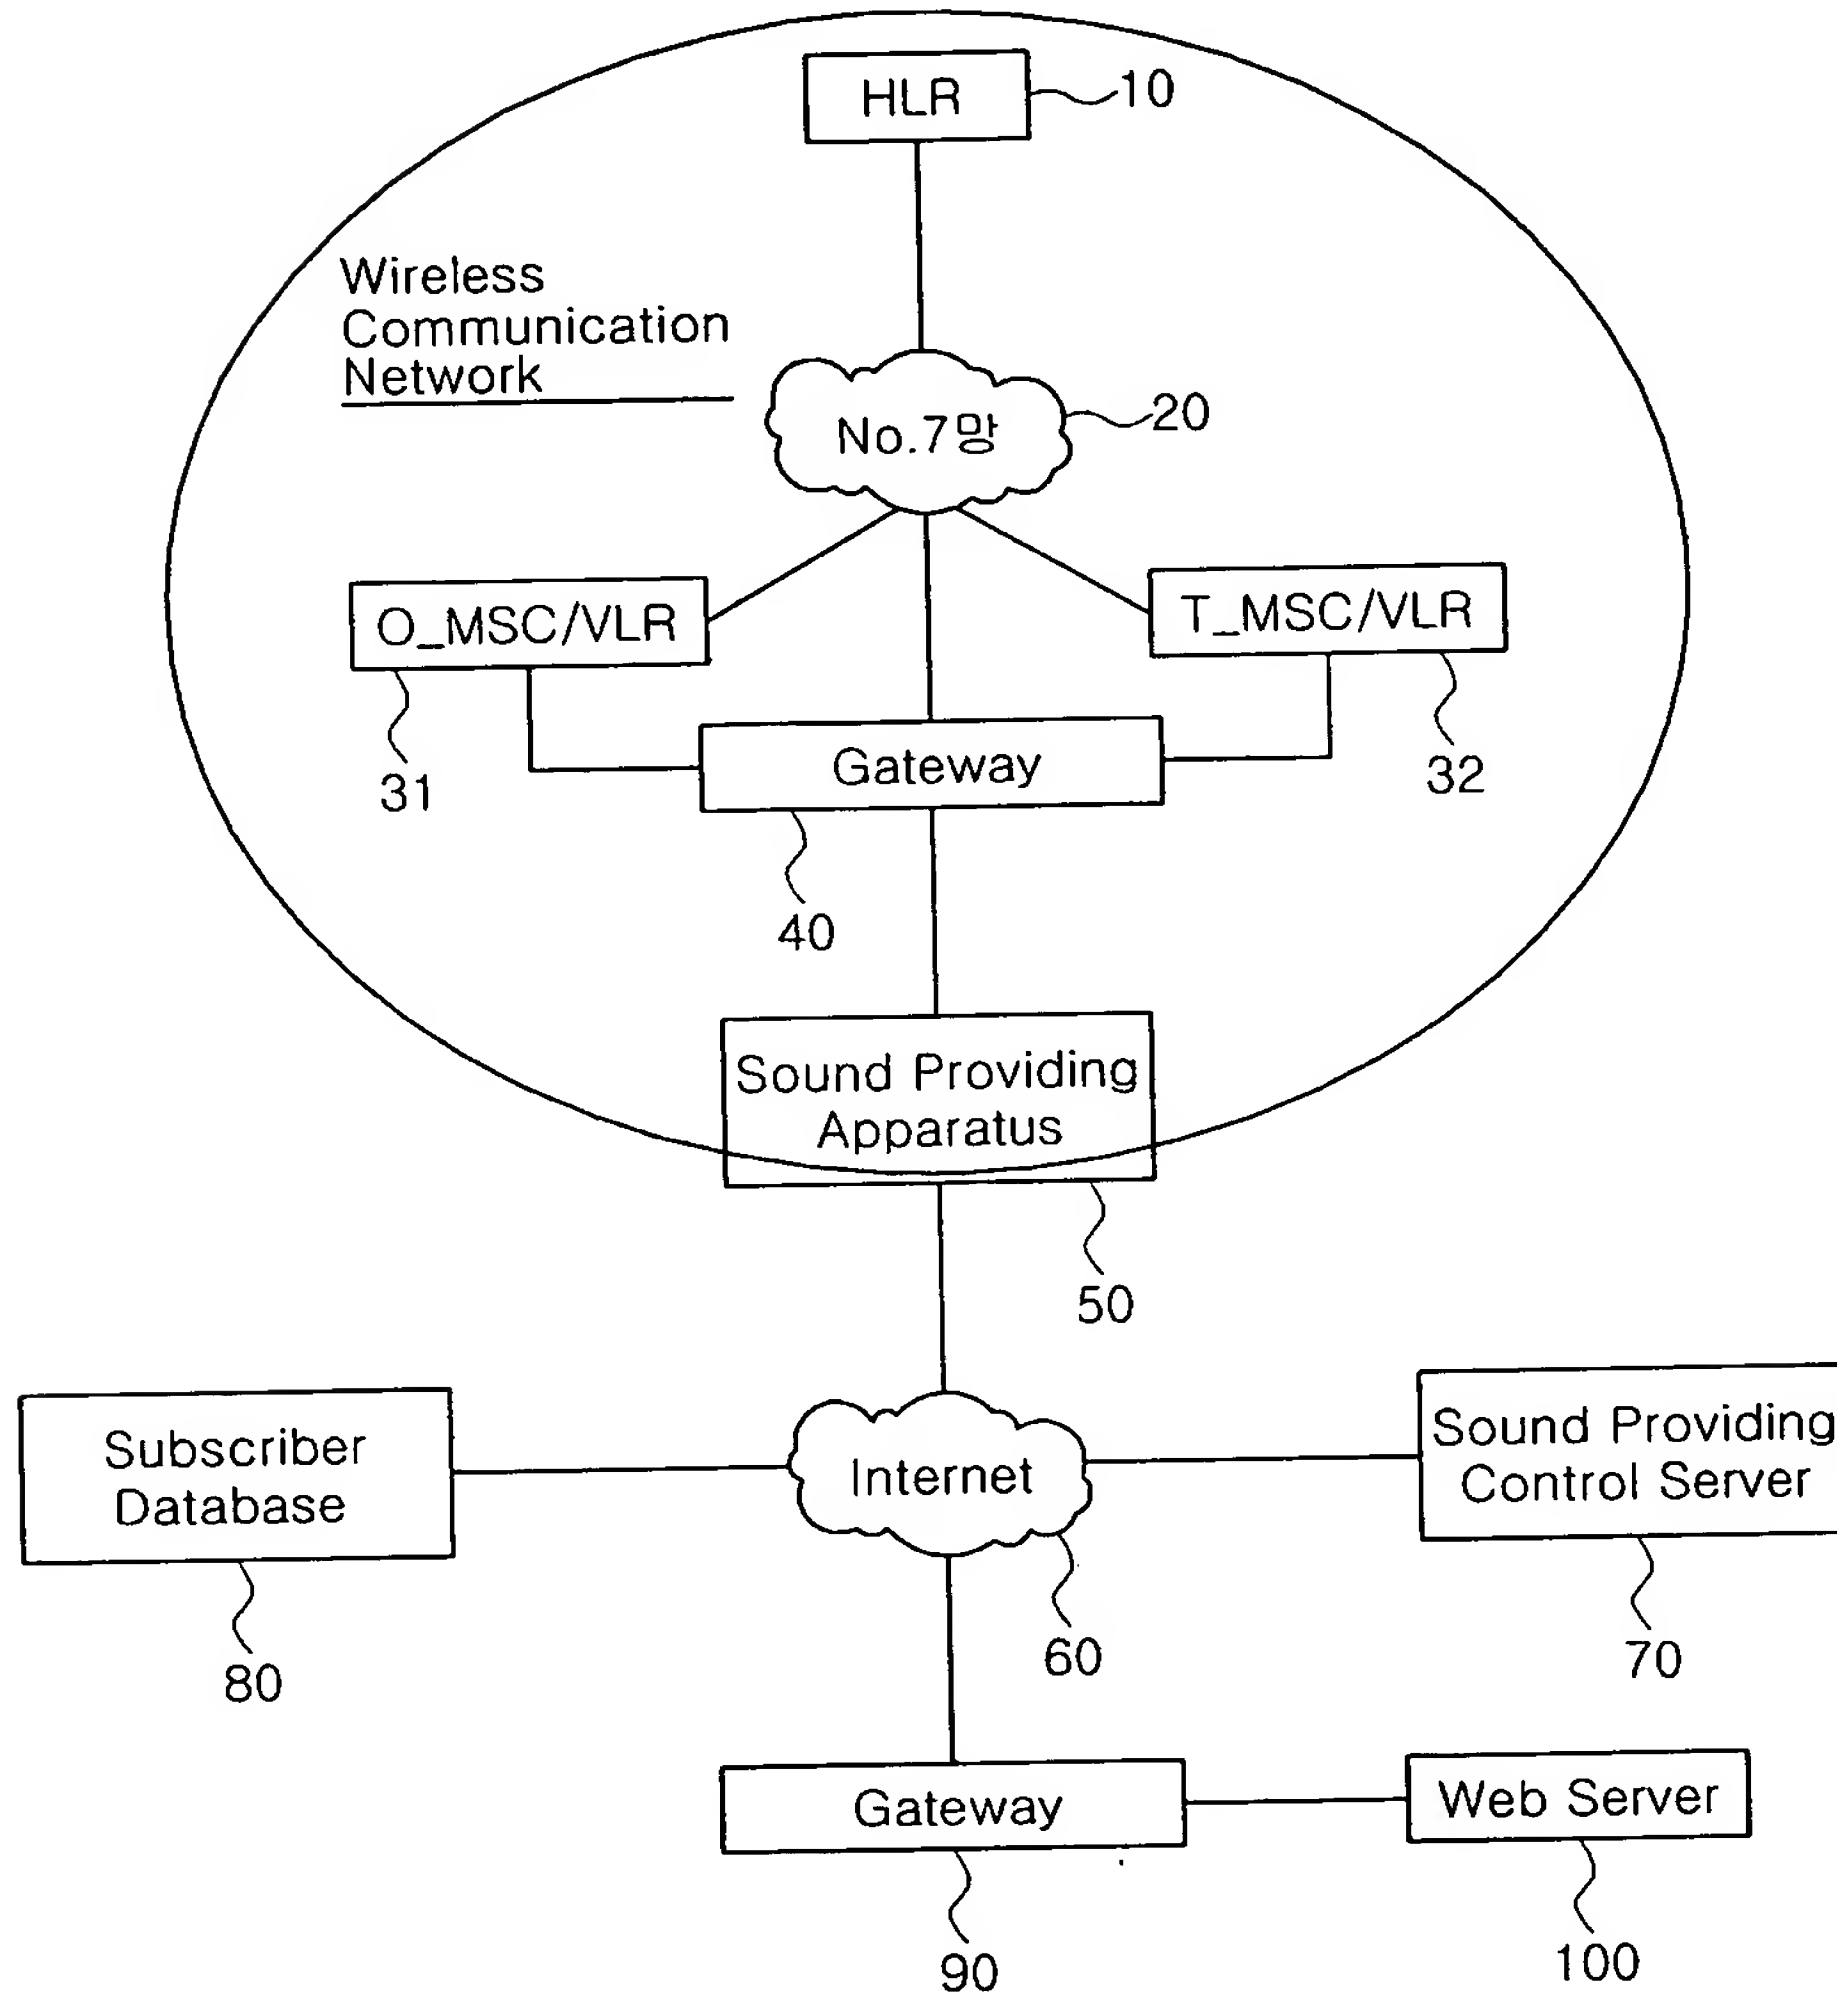 HLR
10
Wireless
Communication
Network
No.7망
20
O_MSC/VLR
T_MSC/VLR
31
Gateway
32
40
Sound Providing
Apparatus
50
Subscriber
Database
Internet
Sound Providing
Control Server
80
60
70
Gateway
Web Server
90
100